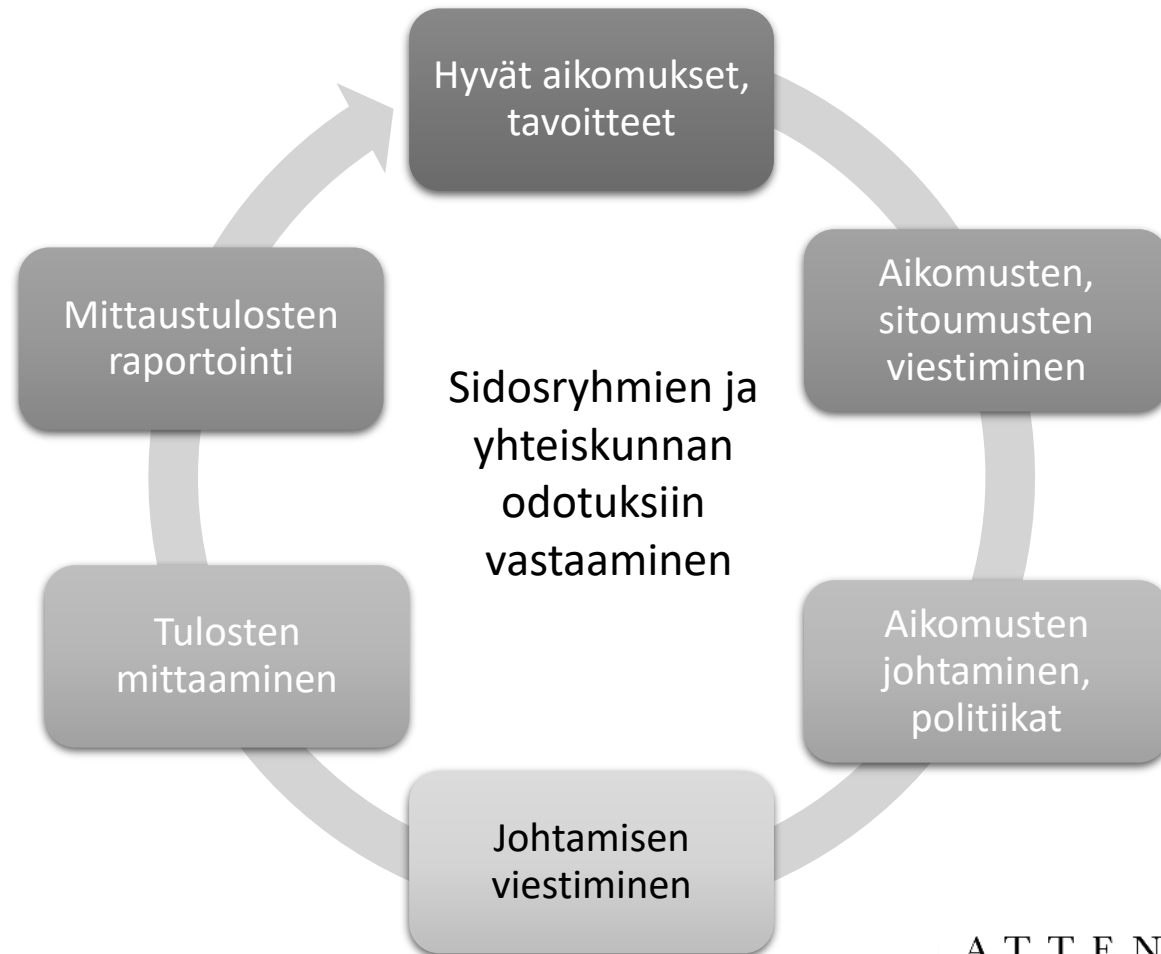 Hyvät aikomukset,
tavoitteet
Aikomusten,
sitoumusten
viestiminen
Aikomusten
johtaminen,
politiikat
Johtamisen
viestiminen
Tulosten
mittaaminen
Mittaustulosten
raportointi
Sidosryhmien ja
yhteiskunnan
odotuksiin
vastaaminen